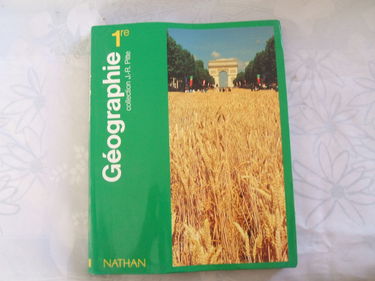 Géographie 1re
collection J.-R. Pitte
NATHAN